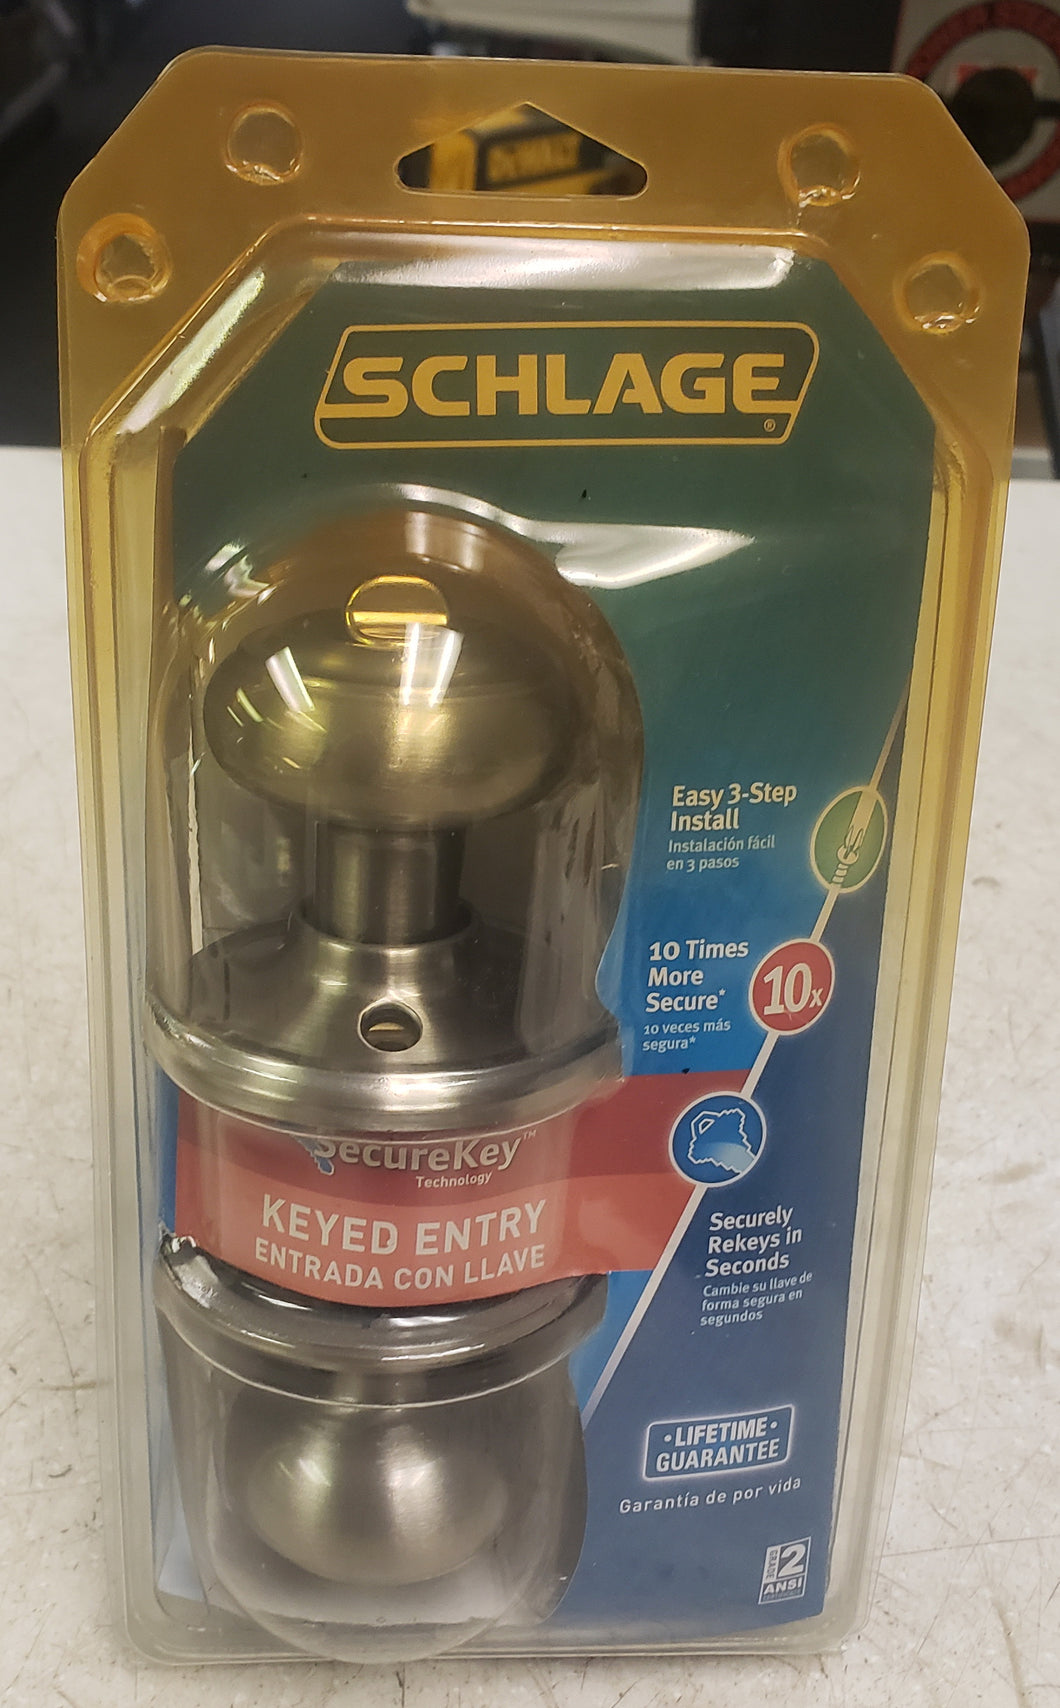 DEWALT
SCHLAGE
®
Easy 3-Step
Install
Instalación fácil
en 3 pasos
10 Times
More
Secure*
10 veces más
segura*
10x
SecureKey™
Technology
KEYED ENTRY
ENTRADA CON LLAVE
Securely
Rekeys in
Seconds
Cambie su llave de
forma segura en
segundos
•LIFETIME•
GUARANTEE
Garantía de por vida
GRADE 2
ANSI